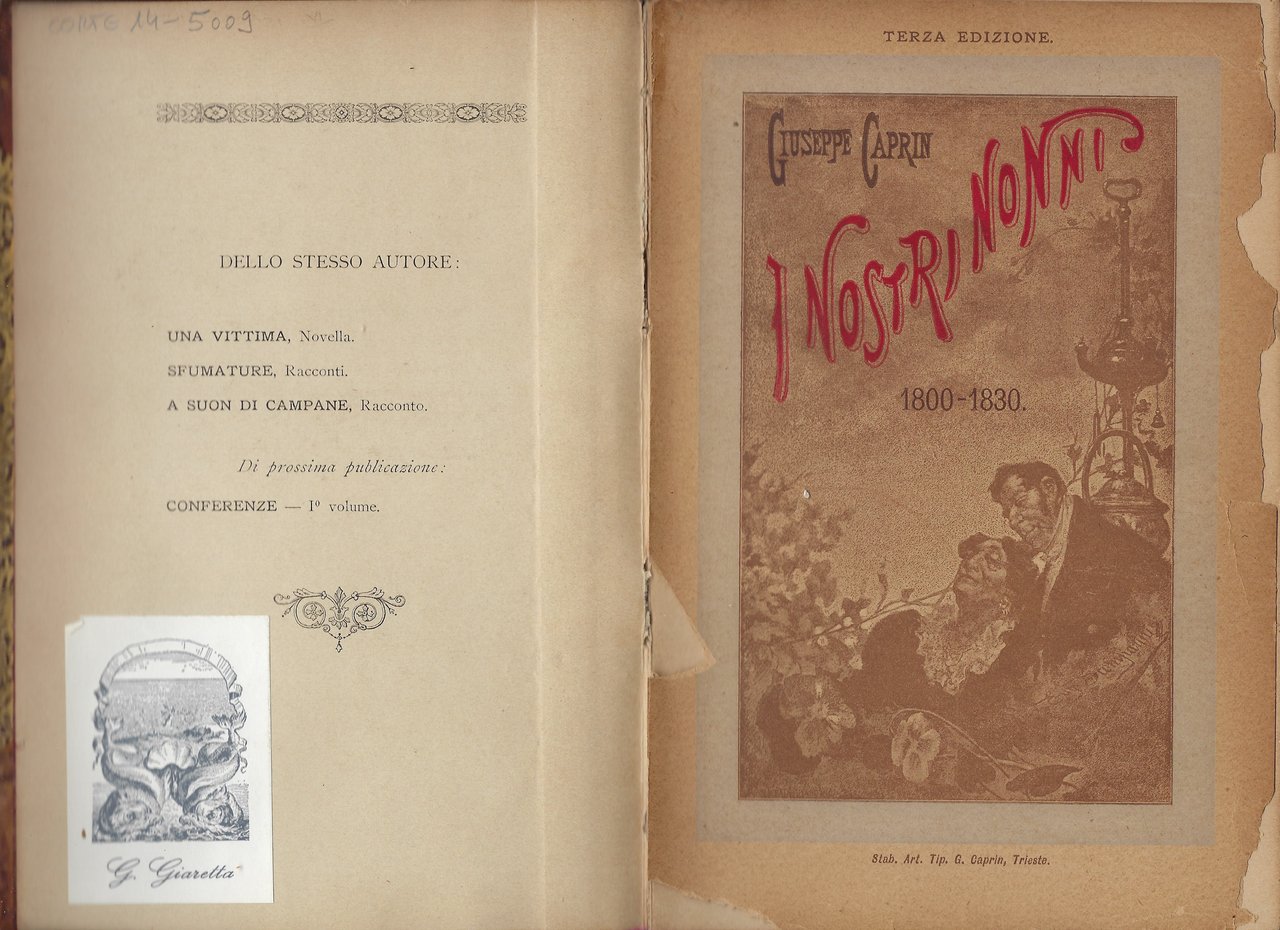 CORTE 14-5009
DELLO STESSO AUTORE:
UNA VITTIMA, Novella.
SFUMATURE, Racconti.
A SUON DI CAMPANE, Racconto.
Di prossima publicazione:
CONFERENZE — Iº volume.
G. Giaretta
TERZA EDIZIONE.
GIUSEPPE CAPRIN
I NOSTRI NONNI
1800-1830.
Stab. Art. Tip. G. Caprin, Trieste.